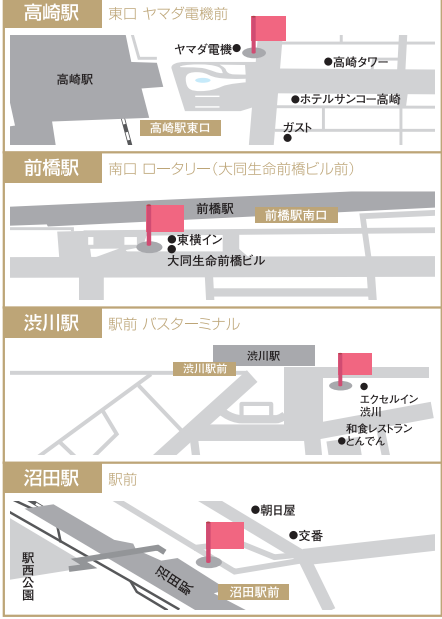 高崎駅 東口 ヤマダ電機前
ヤマダ電機
高崎タワー
高崎駅
ホテルサンコー高崎
高崎駅東口
ガスト
前橋駅 南口 ロータリー(大同生命前橋ビル前)
前橋駅
前橋駅南口
東横イン
大同生命前橋ビル
渋川駅 駅前 バスターミナル
渋川駅
渋川駅前
エクセルイン
渋川
和食レストラン
とんでん
沼田駅 駅前
朝日屋
交番
駅西公園
沼田駅
沼田駅前